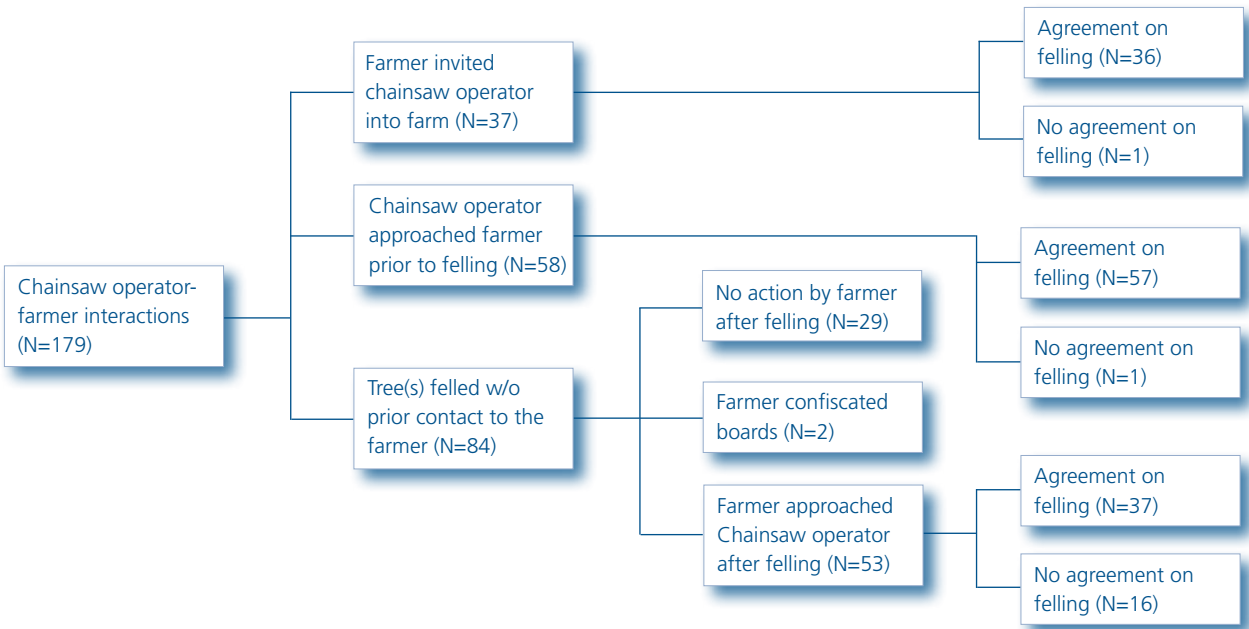 Chainsaw operator-
farmer interactions
(N=179)
Farmer invited
chainsaw operator
into farm (N=37)
Agreement on
felling (N=36)
No agreement on
felling (N=1)
Chainsaw operator
approached farmer
prior to felling (N=58)
Agreement on
felling (N=57)
No agreement on
felling (N=1)
Tree(s) felled w/o
prior contact to the
farmer (N=84)
No action by farmer
after felling (N=29)
Farmer confiscated
boards (N=2)
Farmer approached
Chainsaw operator
after felling (N=53)
Agreement on
felling (N=37)
No agreement on
felling (N=16)